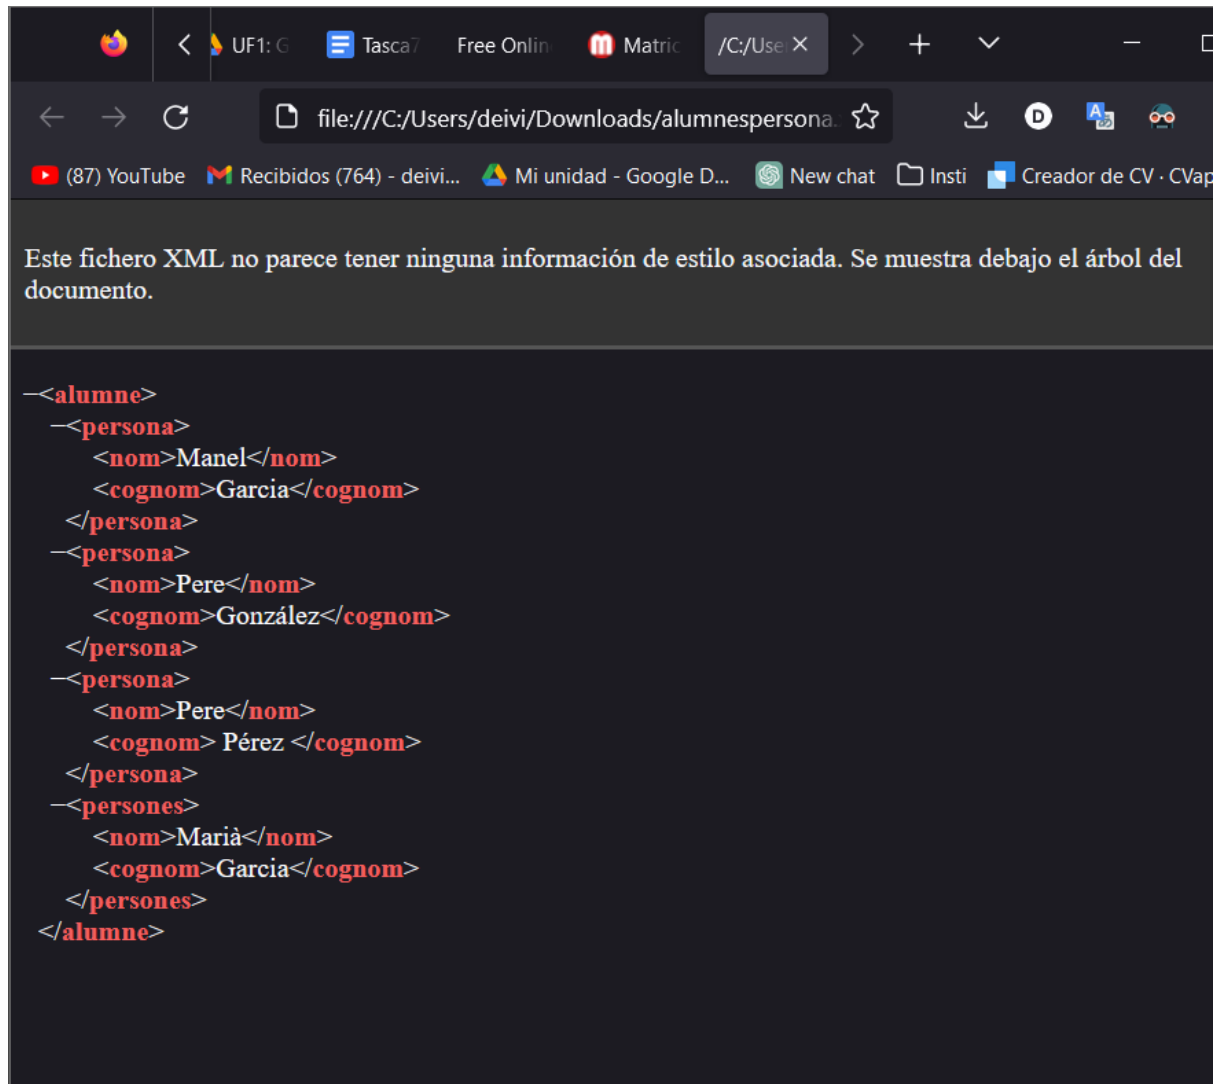 UF1: G Tasca7 Free Onlin Matric /C:/Use
file:///C:/Users/deivi/Downloads/alumnespersona.
(87) YouTube Recibidos (764) - deivi... Mi unidad - Google D... New chat Insti Creador de CV · CVap
Este fichero XML no parece tener ninguna información de estilo asociada. Se muestra debajo el árbol del
documento.
—<alumne>
—<persona>
<nom>Manel</nom>
<cognom>Garcia</cognom>
</persona>
—<persona>
<nom>Pere</nom>
<cognom>González</cognom>
</persona>
—<persona>
<nom>Pere</nom>
<cognom> Pérez </cognom>
</persona>
—<persones>
<nom>Marià</nom>
<cognom>Garcia</cognom>
</persones>
</alumne>